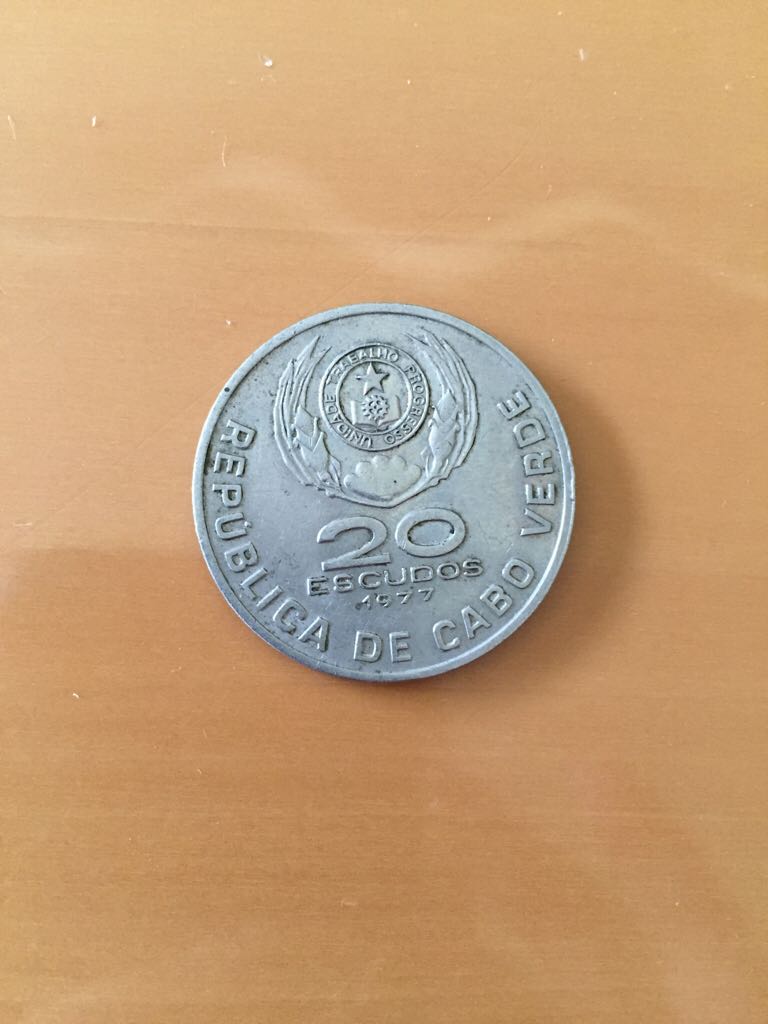 UNIDADE TRABALHO PROGRESSO
20
ESCUDOS
1977
REPÚBLICA DE CABO VERDE